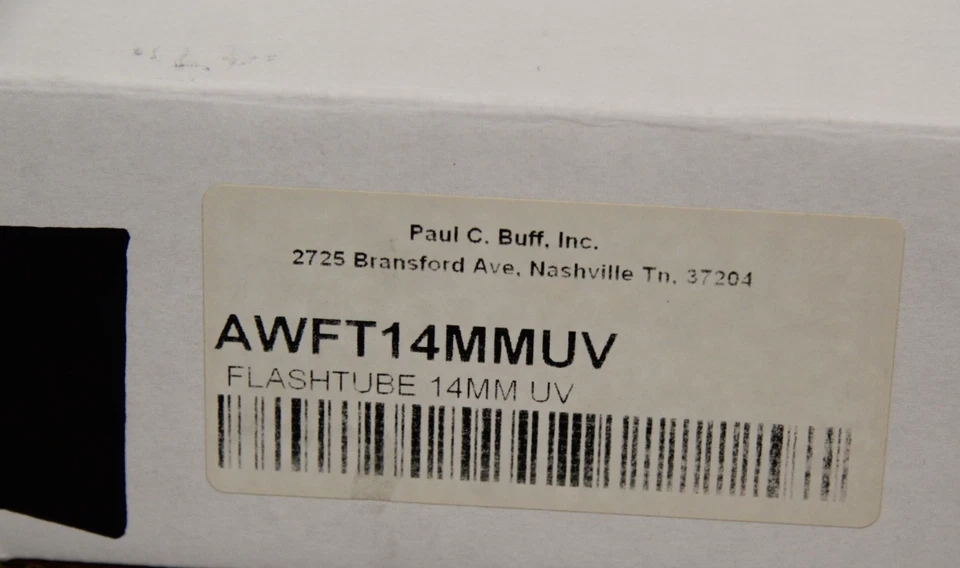 Paul C. Buff, Inc.
2725 Bransford Ave, Nashville Tn, 37204
AWFT14MMUV
FLASHTUBE 14MM UV